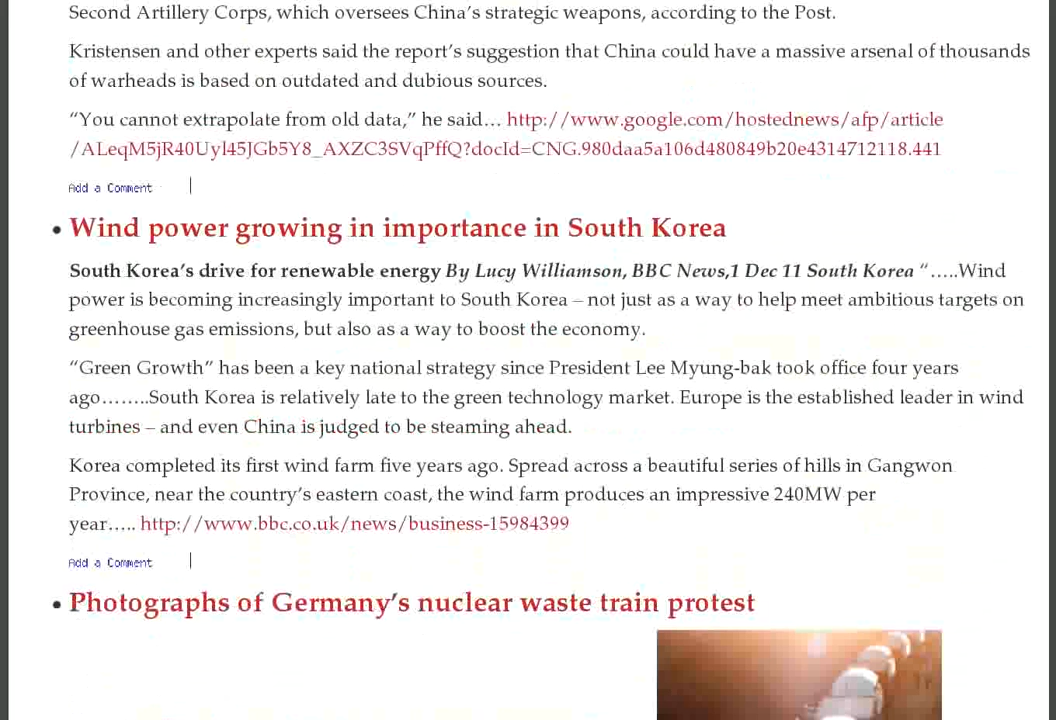 Second Artillery Corps, which oversees China’s strategic weapons, according to the Post.
Kristensen and other experts said the report’s suggestion that China could have a massive arsenal of thousands
of warheads is based on outdated and dubious sources.
“You cannot extrapolate from old data,” he said… http://www.google.com/hostednews/afp/article
/ALeqM5jR40Uyl45JGb5Y8_AXZC3SVqPffQ?docId=CNG.980daa5a106d480849b20e4314712118.441
Add a Comment |
• Wind power growing in importance in South Korea
South Korea’s drive for renewable energy By Lucy Williamson, BBC News,1 Dec 11 South Korea “…..Wind
power is becoming increasingly important to South Korea – not just as a way to help meet ambitious targets on
greenhouse gas emissions, but also as a way to boost the economy.
“Green Growth” has been a key national strategy since President Lee Myung-bak took office four years
ago……..South Korea is relatively late to the green technology market. Europe is the established leader in wind
turbines – and even China is judged to be steaming ahead.
Korea completed its first wind farm five years ago. Spread across a beautiful series of hills in Gangwon
Province, near the country’s eastern coast, the wind farm produces an impressive 240MW per
year….. http://www.bbc.co.uk/news/business-15984399
Add a Comment |
• Photographs of Germany’s nuclear waste train protest